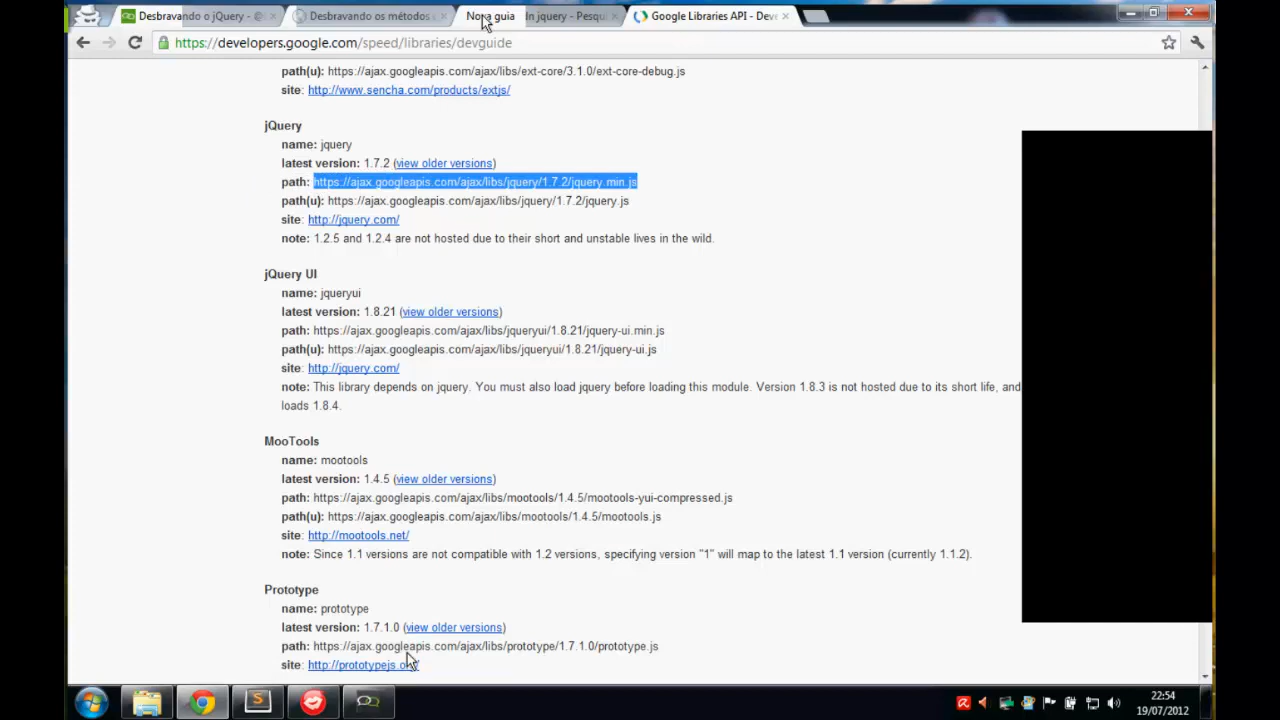 Desbravando o jQuery - @
Desbravando os métodos
Nova guia
ln jquery - Pesqu
Google Libraries API - Deve
https://developers.google.com/speed/libraries/devguide
path(u): https://ajax.googleapis.com/ajax/libs/ext-core/3.1.0/ext-core-debug.js
site: http://www.sencha.com/products/extjs/
jQuery
name: jquery
latest version: 1.7.2 (view older versions)
path: https://ajax.googleapis.com/ajax/libs/jquery/1.7.2/jquery.min.js
path(u): https://ajax.googleapis.com/ajax/libs/jquery/1.7.2/jquery.js
site: http://jquery.com/
note: 1.2.5 and 1.2.4 are not hosted due to their short and unstable lives in the wild.
jQuery UI
name: jqueryui
latest version: 1.8.21 (view older versions)
path: https://ajax.googleapis.com/ajax/libs/jqueryui/1.8.21/jquery-ui.min.js
path(u): https://ajax.googleapis.com/ajax/libs/jqueryui/1.8.21/jquery-ui.js
site: http://jquery.com/
note: This library depends on jquery. You must also load jquery before loading this module. Version 1.8.3 is not hosted due to its short life, and
loads 1.8.4.
MooTools
name: mootools
latest version: 1.4.5 (view older versions)
path: https://ajax.googleapis.com/ajax/libs/mootools/1.4.5/mootools-yui-compressed.js
path(u): https://ajax.googleapis.com/ajax/libs/mootools/1.4.5/mootools.js
site: http://mootools.net/
note: Since 1.1 versions are not compatible with 1.2 versions, specifying version "1" will map to the latest 1.1 version (currently 1.1.2).
Prototype
name: prototype
latest version: 1.7.1.0 (view older versions)
path: https://ajax.googleapis.com/ajax/libs/prototype/1.7.1.0/prototype.js
site: http://prototypejs.o
22:54
19/07/2012